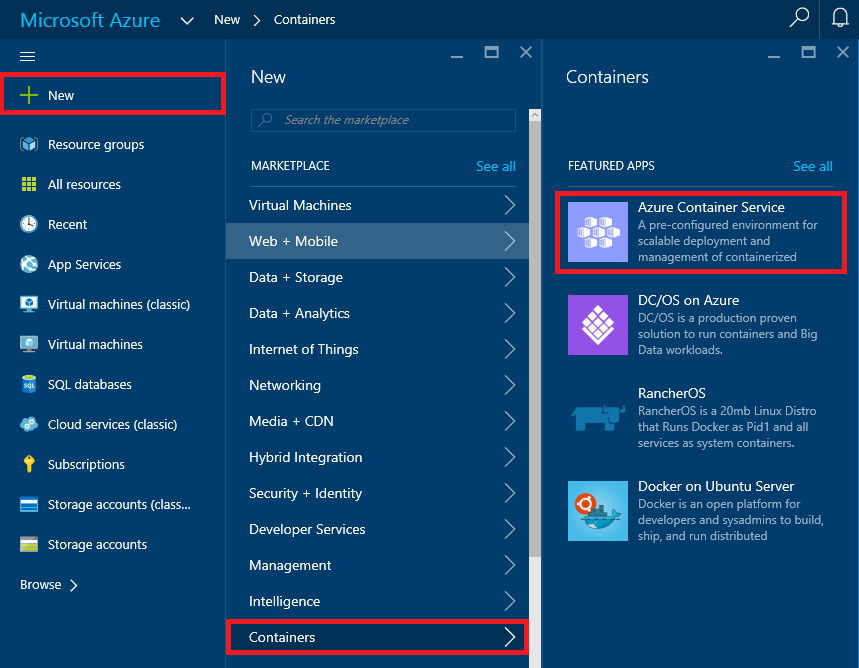 Microsoft Azure
New
Containers
New
Resource groups
All resources
Recent
App Services
Virtual machines (classic)
Virtual machines
SQL
SQL databases
Cloud services (classic)
Subscriptions
Storage accounts (class...
Storage accounts
Browse
New
Search the marketplace
MARKETPLACE
See all
Virtual Machines
Web + Mobile
Data + Storage
Data + Analytics
Internet of Things
Networking
Media + CDN
Hybrid Integration
Security + Identity
Developer Services
Management
Intelligence
Containers
Containers
FEATURED APPS
See all
Azure Container Service
A pre-configured environment for
scalable deployment and
management of containerized
DC/OS on Azure
DC/OS is a production proven
solution to run containers and Big
Data workloads.
RancherOS
RancherOS is a 20mb Linux Distro
that Runs Docker as Pid1 and all
services as system containers.
Docker on Ubuntu Server
Docker is an open platform for
developers and sysadmins to build,
ship, and run distributed